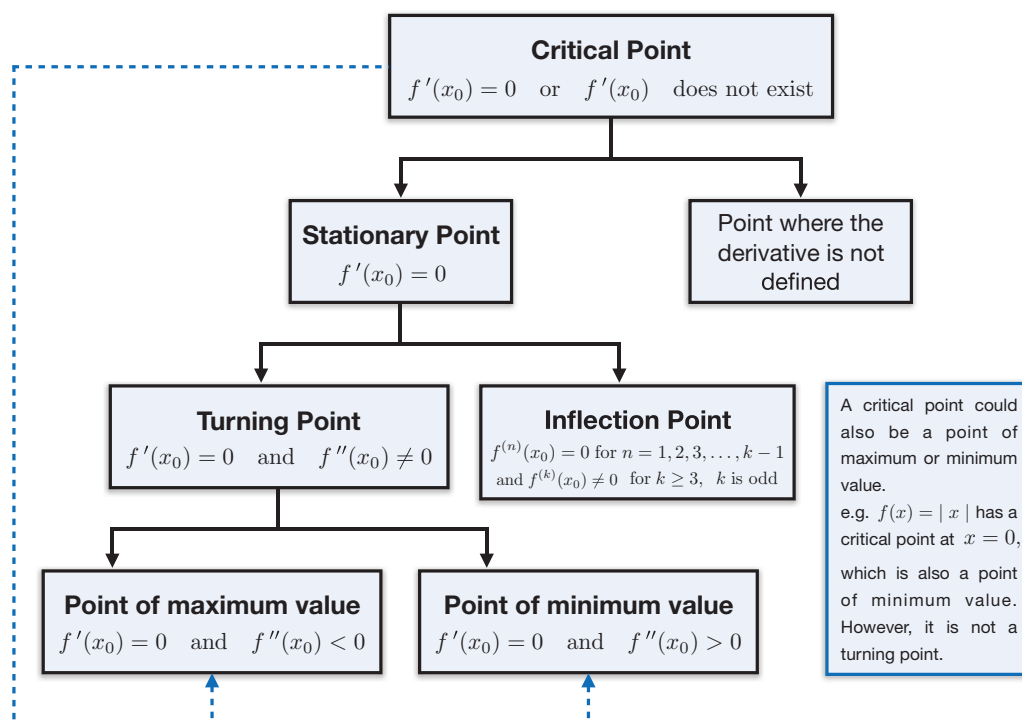 Critical Point
f ′(x₀) = 0 or f ′(x₀) does not exist
Stationary Point
f ′(x₀) = 0
Point where the
derivative is not
defined
Turning Point
f ′(x₀) = 0 and f ″(x₀) ≠ 0
Inflection Point
f⁽ⁿ⁾(x₀) = 0 for n = 1, 2, 3, . . . , k − 1
and f⁽ᵏ⁾(x₀) ≠ 0 for k ≥ 3, k is odd
Point of maximum value
f ′(x₀) = 0 and f ″(x₀) < 0
Point of minimum value
f ′(x₀) = 0 and f ″(x₀) > 0
A critical point could
also be a point of
maximum or minimum
value.
e.g. f(x) = | x | has a
critical point at x = 0,
which is also a point
of minimum value.
However, it is not a
turning point.